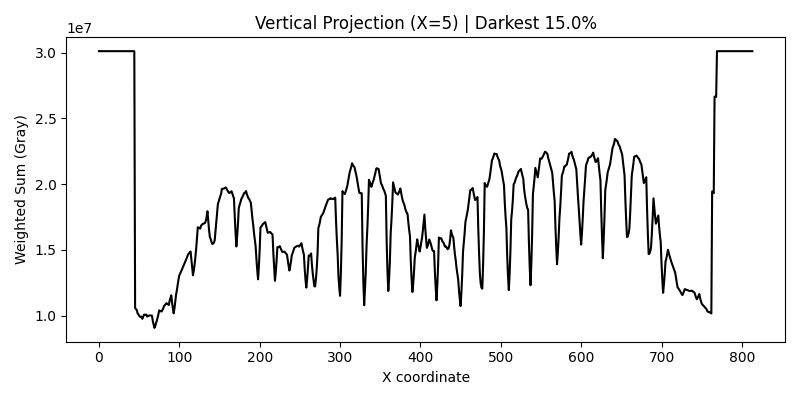 Vertical Projection (X=5) | Darkest 15.0%
1e7
3.0
2.5
2.0
1.5
1.0
Weighted Sum (Gray)
0 100 200 300 400 500 600 700 800
X coordinate